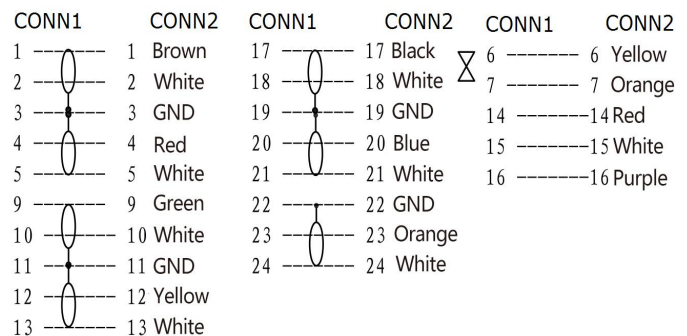 CONN1 CONN2
1 1 Brown
2 2 White
3 3 GND
4 4 Red
5 5 White
9 9 Green
10 10 White
11 11 GND
12 12 Yellow
13 13 White
CONN1 CONN2
17 17 Black
18 18 White
19 19 GND
20 20 Blue
21 21 White
22 22 GND
23 23 Orange
24 24 White
CONN1 CONN2
6 6 Yellow
7 7 Orange
14 14 Red
15 15 White
16 16 Purple